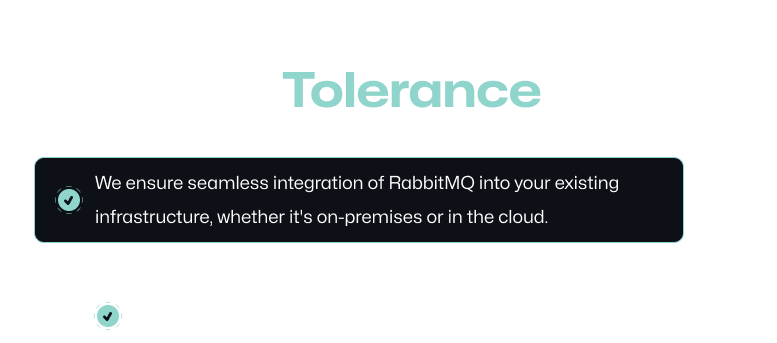 Tolerance
We ensure seamless integration of RabbitMQ into your existing
infrastructure, whether it's on-premises or in the cloud.